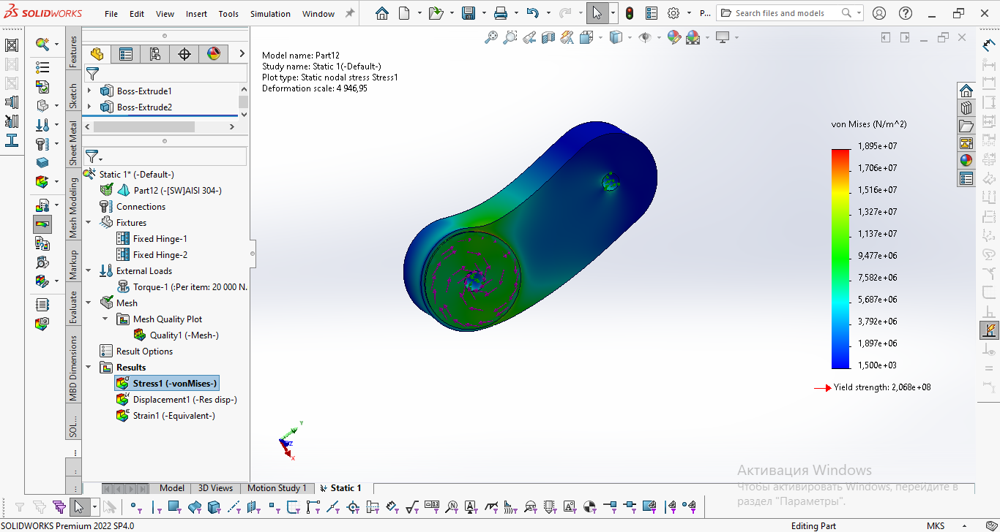 SOLIDWORKS
File Edit View Insert Tools Simulation Window
P...
Search files and models
Features
Sketch
Sheet Metal
Mesh Modeling
Markup
Evaluate
MBD Dimensions
SOL...
Boss-Extrude1
Boss-Extrude2
Static 1* (-Default-)
Part12 (-[SW]AISI 304-)
Connections
Fixtures
Fixed Hinge-1
Fixed Hinge-2
External Loads
Torque-1 (:Per item: 20 000 N.
Mesh
Mesh Quality Plot
Quality1 (-Mesh-)
Result Options
Results
Stress1 (-vonMises-)
Displacement1 (-Res disp-)
Strain1 (-Equivalent-)
Model name: Part12
Study name: Static 1(-Default-)
Plot type: Static nodal stress Stress1
Deformation scale: 4 946,95
von Mises (N/m^2)
1,895e+07
1,706e+07
1,516e+07
1,327e+07
1,137e+07
9,477e+06
7,582e+06
5,687e+06
3,792e+06
1,897e+06
1,500e+03
Yield strength: 2,068e+08
Y
Z
X
Активация Windows
Чтобы активировать Windows, перейдите в
раздел "Параметры".
Model 3D Views Motion Study 1 Static 1
SOLIDWORKS Premium 2022 SP4.0
Editing Part
MKS